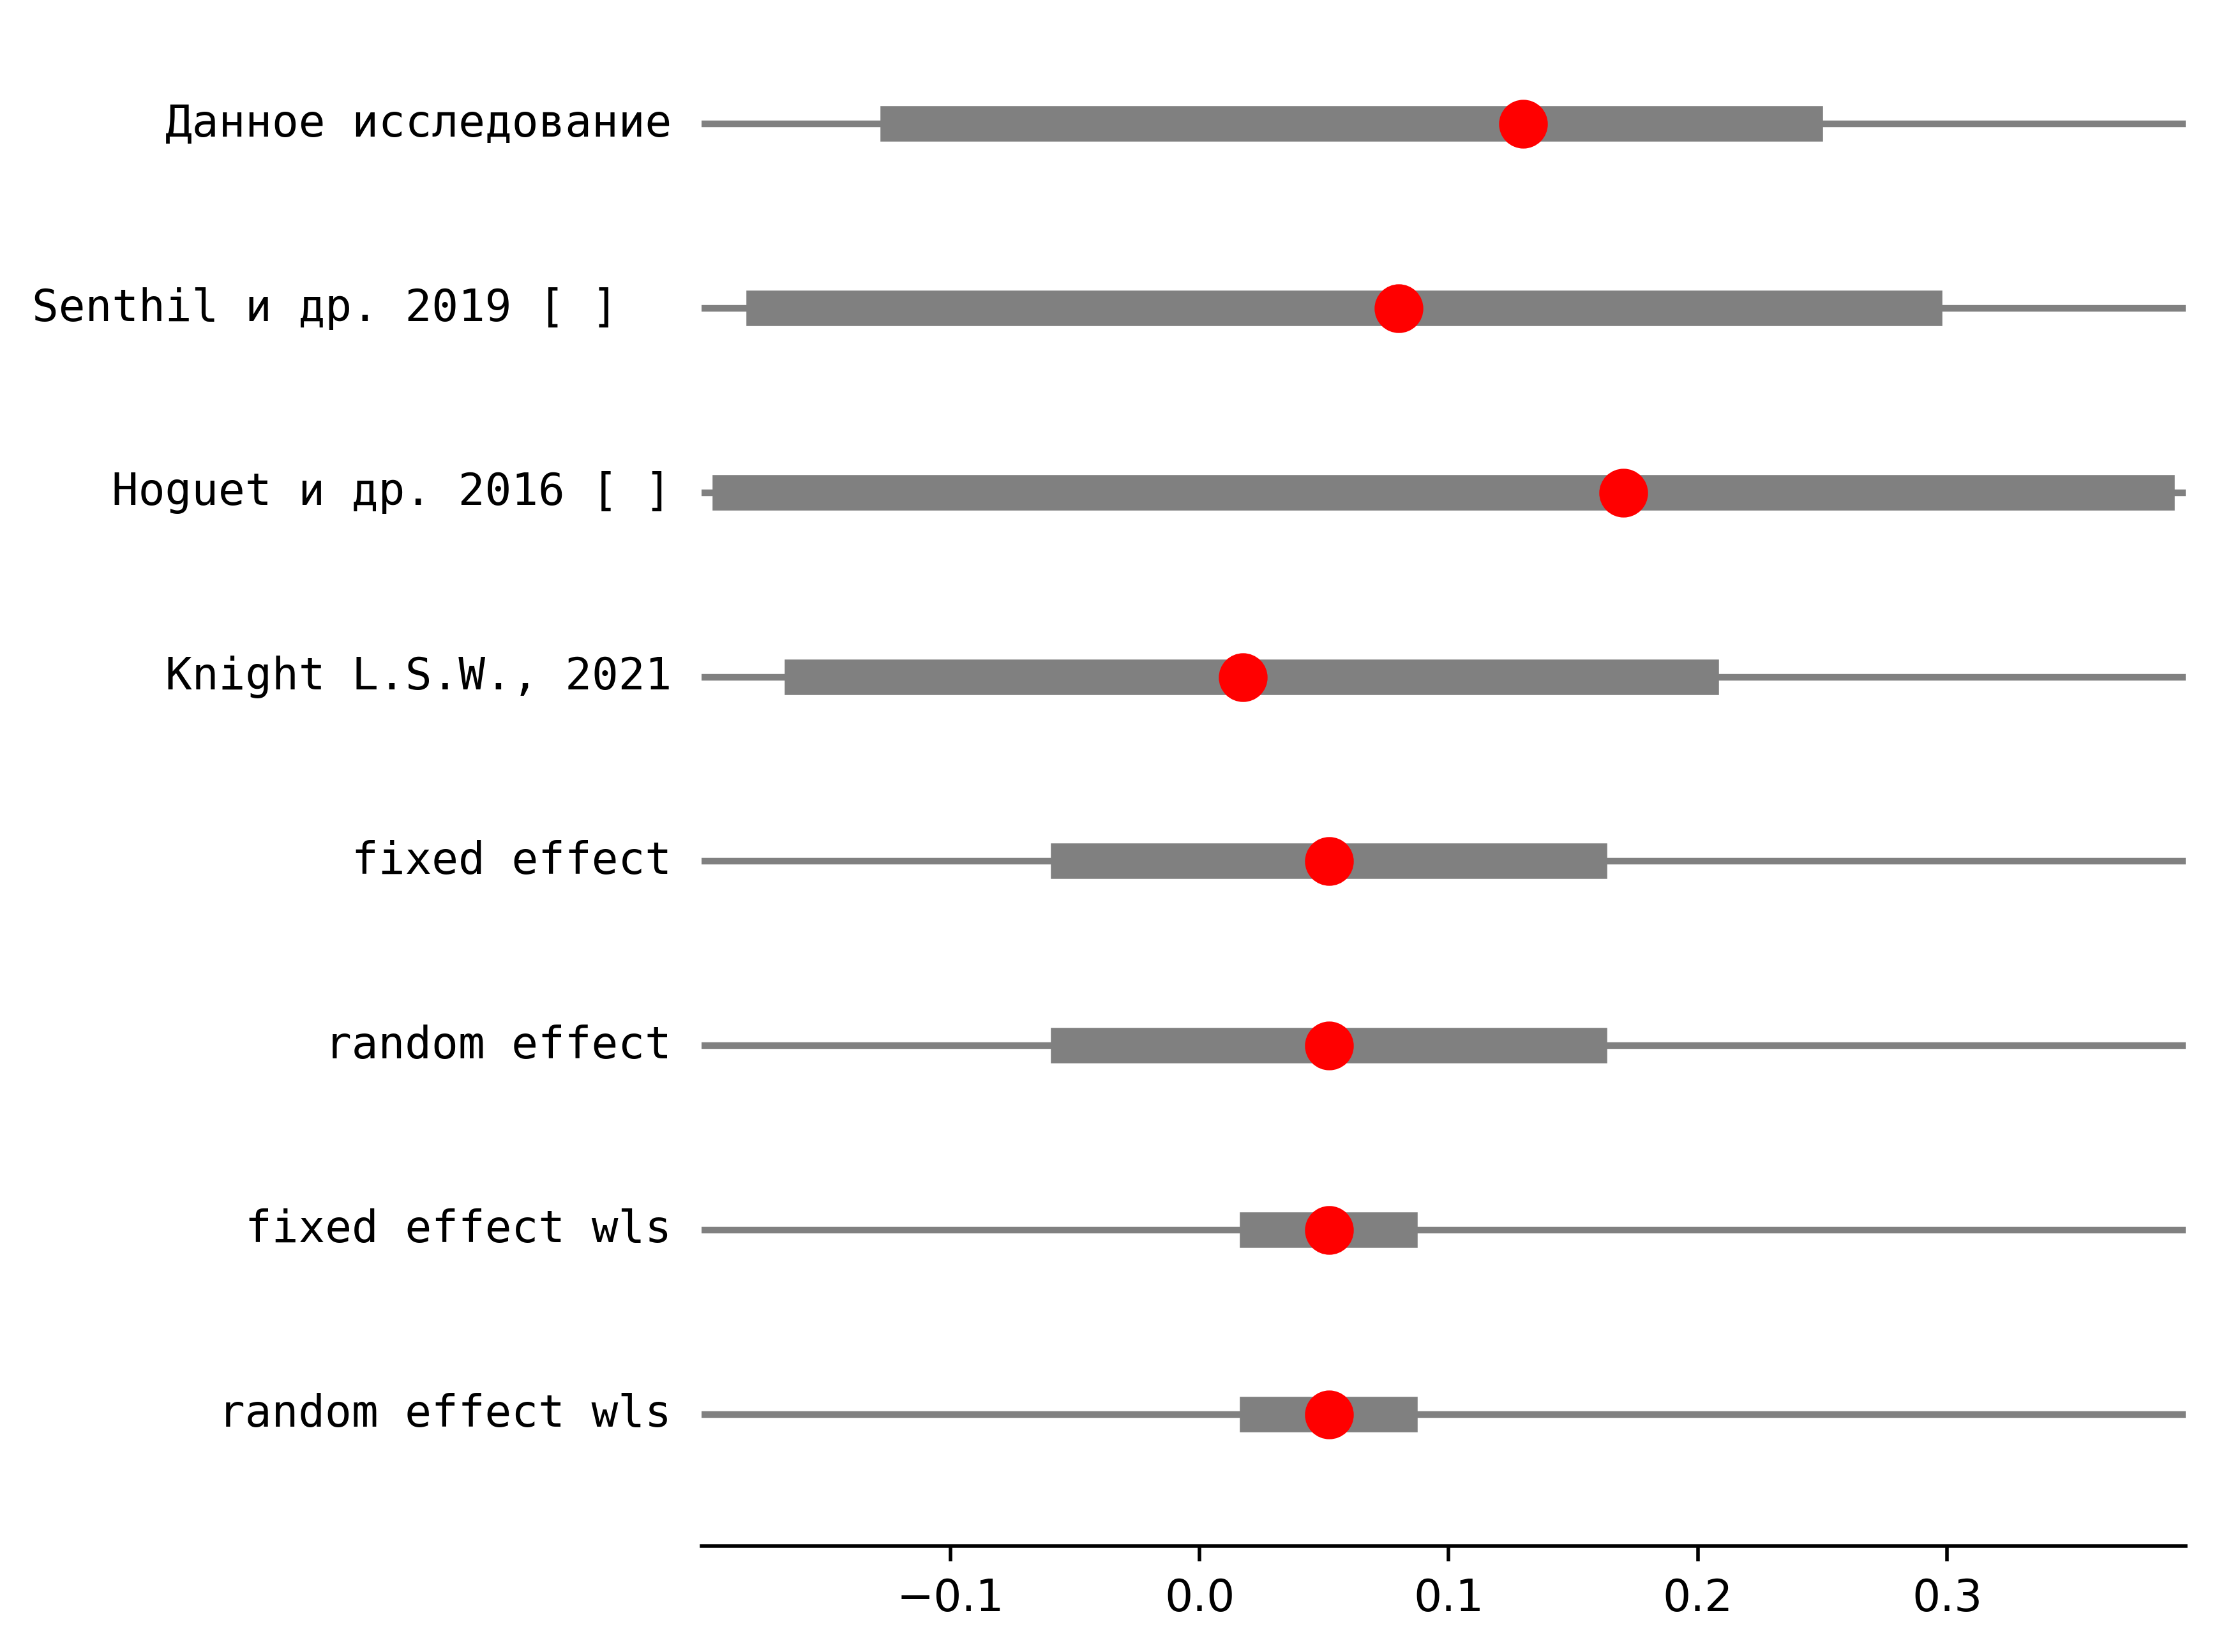 Данное исследование
Senthil и др. 2019 [ ]
Hoguet и др. 2016 [ ]
Knight L.S.W., 2021
fixed effect
random effect
fixed effect wls
random effect wls
−0.1 0.0 0.1 0.2 0.3